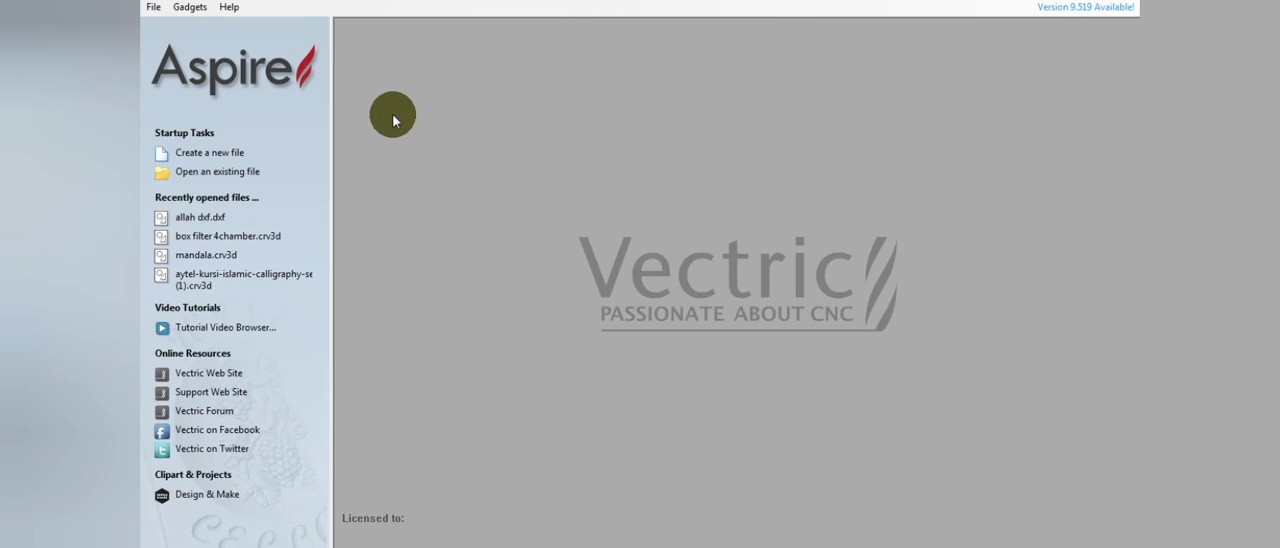 File Gadgets Help Version 9.519 Available!
Aspire
Startup Tasks
Create a new file
Open an existing file
Recently opened files ...
allah dxf.dxf
box filter 4chamber.crv3d
mandala.crv3d
aytel-kursi-islamic-calligraphy-se
(1).crv3d
Video Tutorials
Tutorial Video Browser...
Online Resources
Vectric Web Site
Support Web Site
Vectric Forum
Vectric on Facebook
Vectric on Twitter
Clipart & Projects
Design & Make
Vectric
PASSIONATE ABOUT CNC
Licensed to: